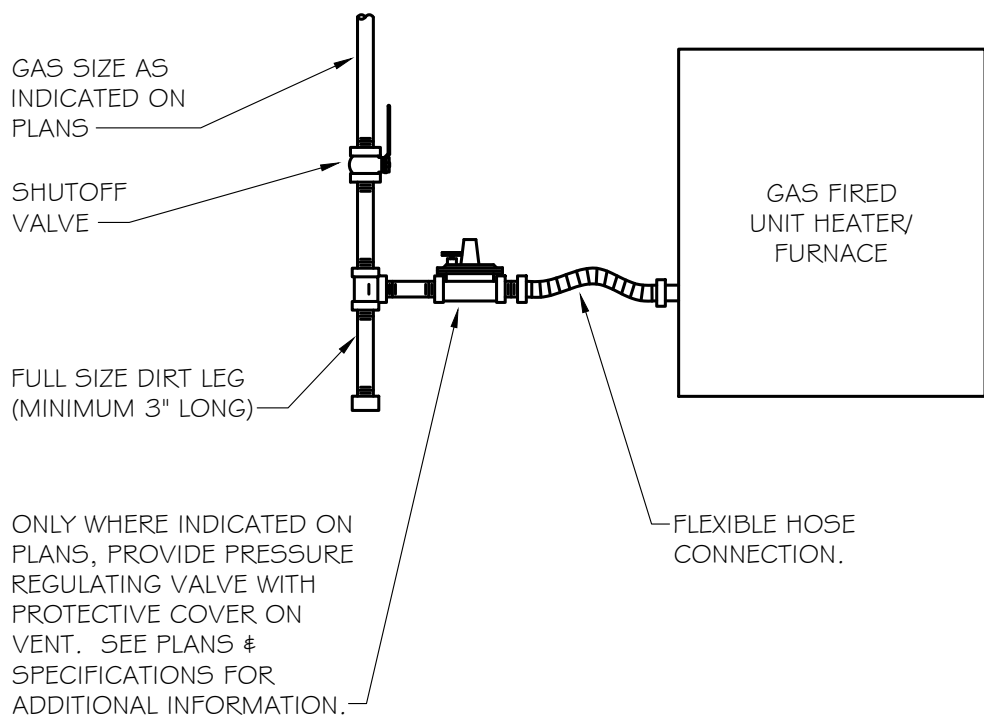 GAS SIZE AS
INDICATED ON
PLANS
SHUTOFF
VALVE
GAS FIRED
UNIT HEATER/
FURNACE
FULL SIZE DIRT LEG
(MINIMUM 3" LONG)
ONLY WHERE INDICATED ON
PLANS, PROVIDE PRESSURE
REGULATING VALVE WITH
PROTECTIVE COVER ON
VENT.  SEE PLANS &
SPECIFICATIONS FOR
ADDITIONAL INFORMATION.
FLEXIBLE HOSE
CONNECTION.